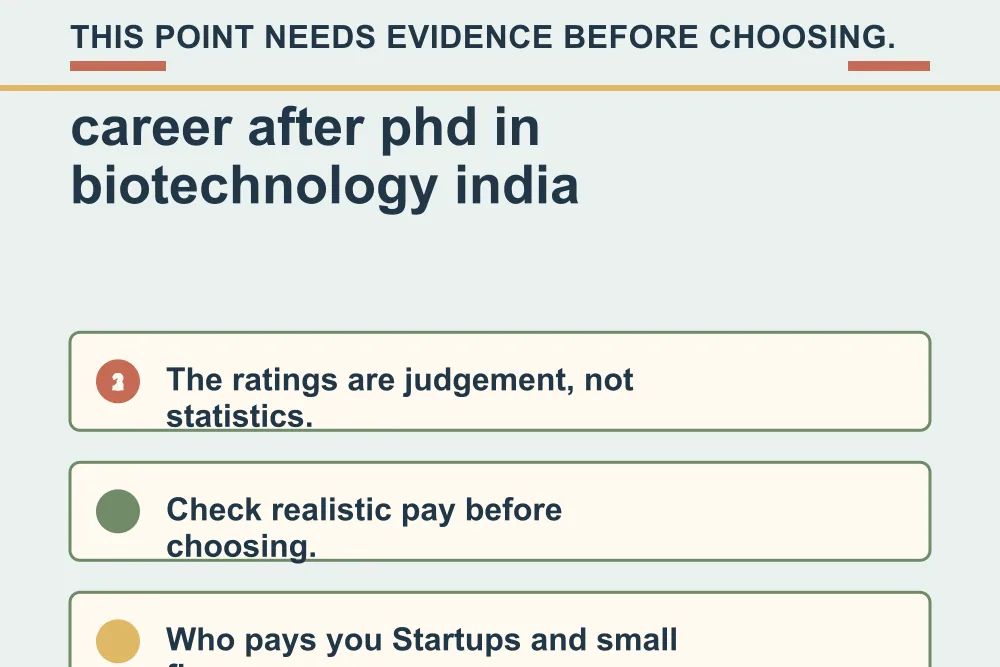 THIS POINT NEEDS EVIDENCE BEFORE CHOOSING.
career after phd in
biotechnology india
The ratings are judgement, not
statistics.
Check realistic pay before
choosing.
Who pays you Startups and small